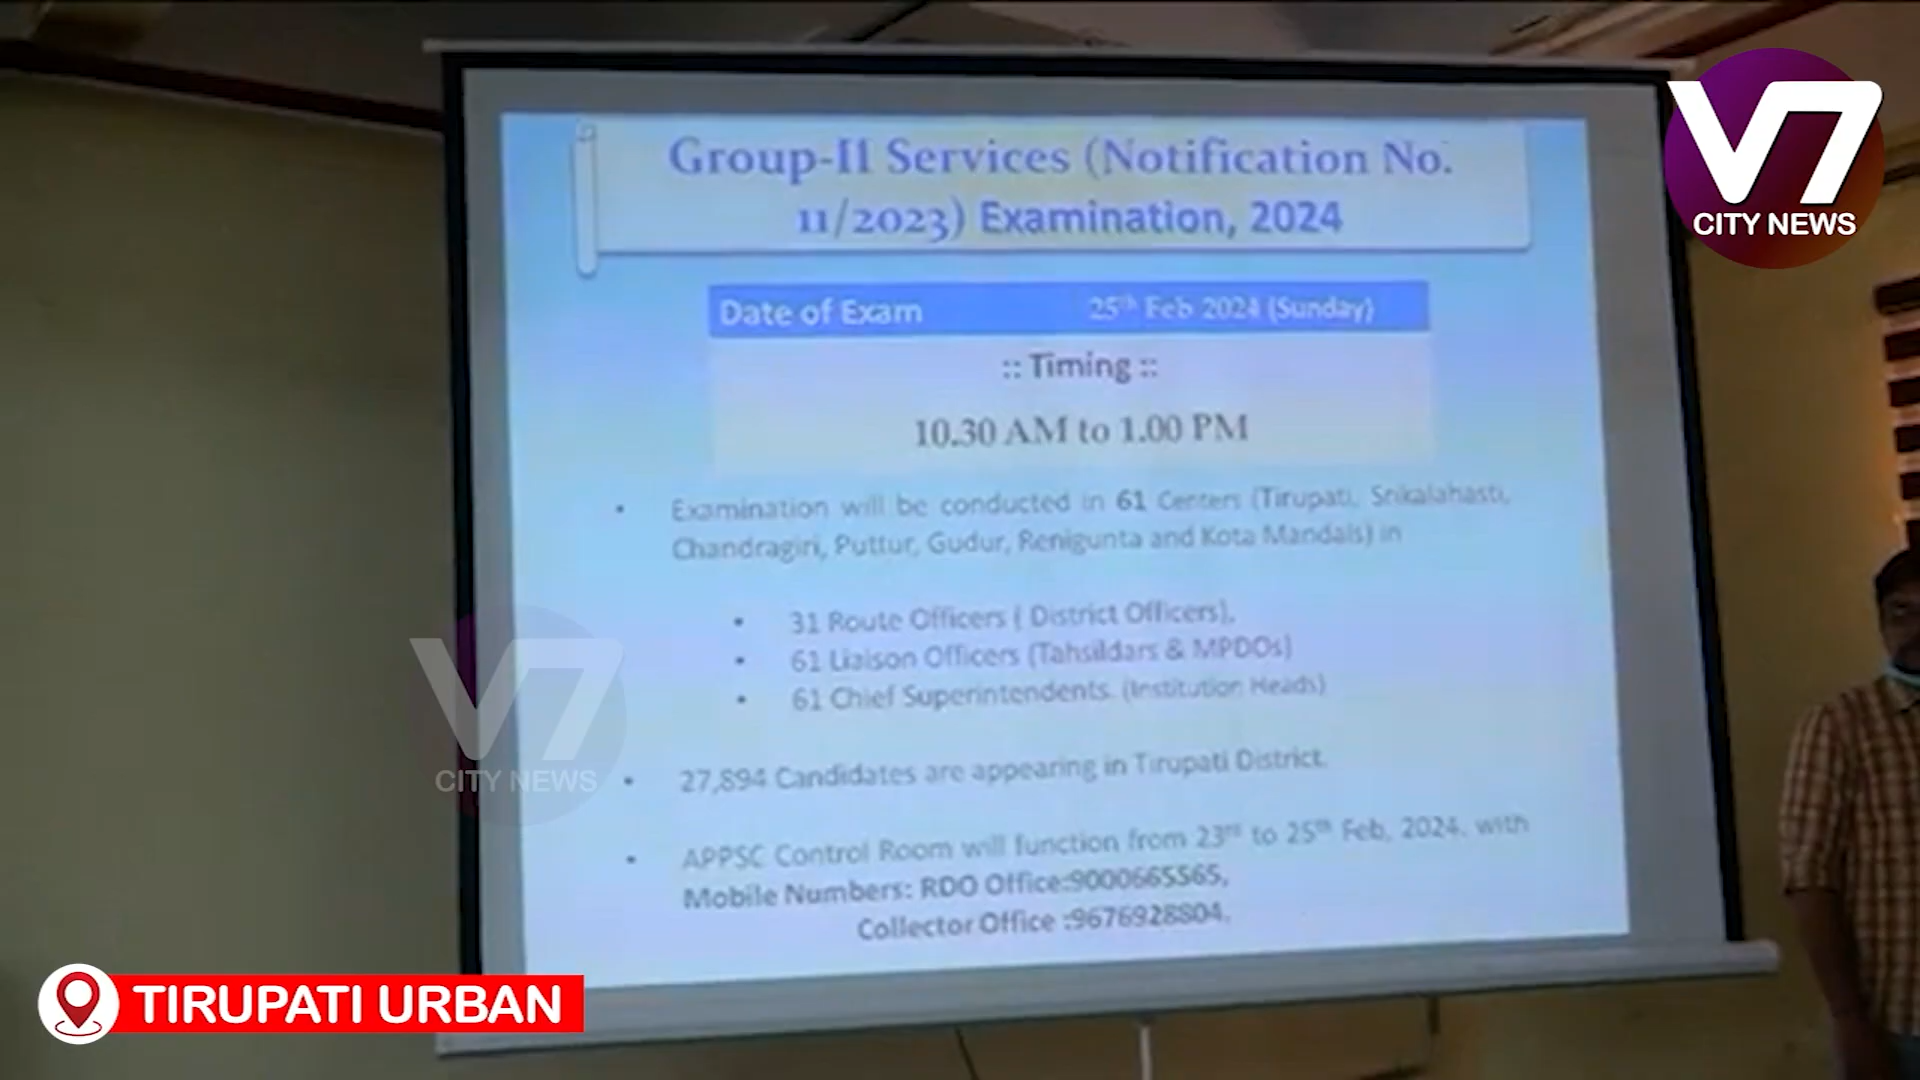 Group-II Services (Notification No.
11/2023) Examination, 2024
Date of Exam 25th Feb 2024 (Sunday)
:: Timing ::
10.30 AM to 1.00 PM
• Examination will be conducted in 61 Centers (Tirupati, Srikalahasti,
Chandragiri, Puttur, Gudur, Renigunta and Kota Mandals) in
• 31 Route Officers ( District Officers),
• 61 Liaison Officers (Tahsildars & MPDOs)
• 61 Chief Superintendents. (Institution Heads)
• 27,894 Candidates are appearing in Tirupati District.
• APPSC Control Room will function from 23rd to 25th Feb, 2024, with
Mobile Numbers: RDO Office:9000665565,
Collector Office :9676928804.
V7
CITY NEWS
V7
CITY NEWS
TIRUPATI URBAN